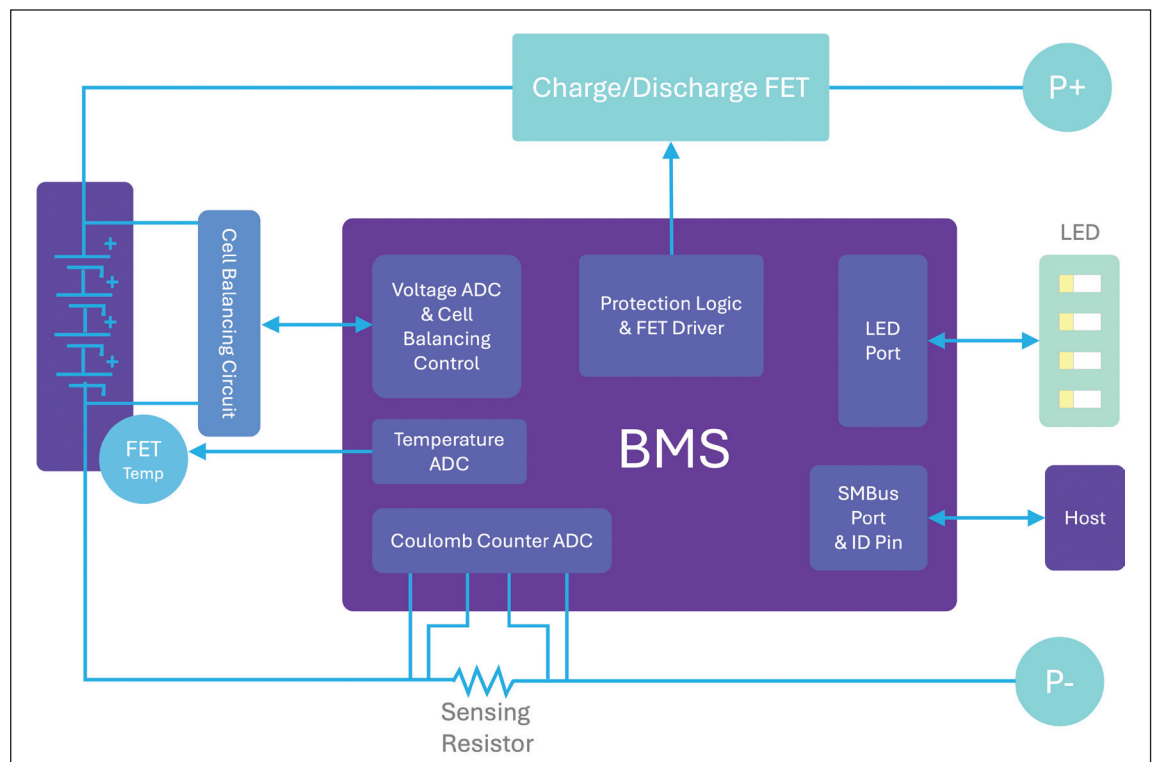 Charge/Discharge FET
P+
Cell Balancing Circuit
+
+
+
+
Voltage ADC
& Cell
Balancing
Control
Protection Logic
& FET Driver
LED
Port
LED
FET
Temp
Temperature
ADC
BMS
SMBus
Port
& ID Pin
Host
Coulomb Counter ADC
Sensing
Resistor
P-